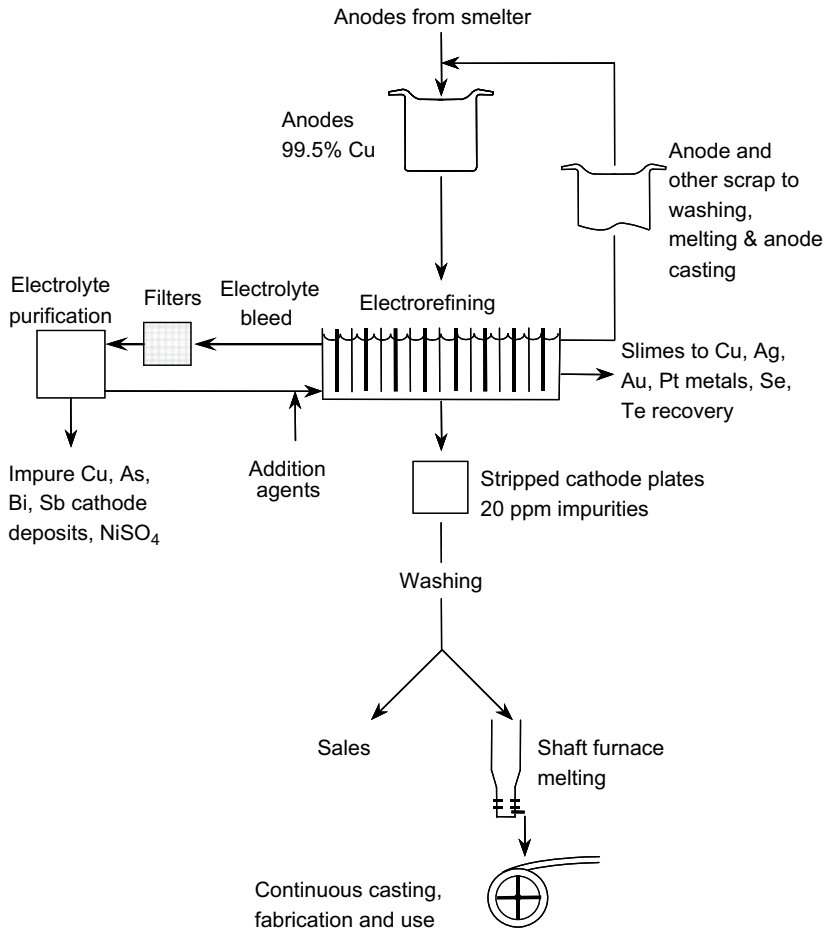 Anodes from smelter
Anodes
99.5% Cu
Anode and
other scrap to
washing,
melting & anode
casting
Electrolyte
purification
Filters
Electrolyte
bleed
Electrorefining
Slimes to Cu, Ag,
Au, Pt metals, Se,
Te recovery
Impure Cu, As,
Bi, Sb cathode
deposits, NiSO₄
Addition
agents
Stripped cathode plates
20 ppm impurities
Washing
Sales
Shaft furnace
melting
Continuous casting,
fabrication and use